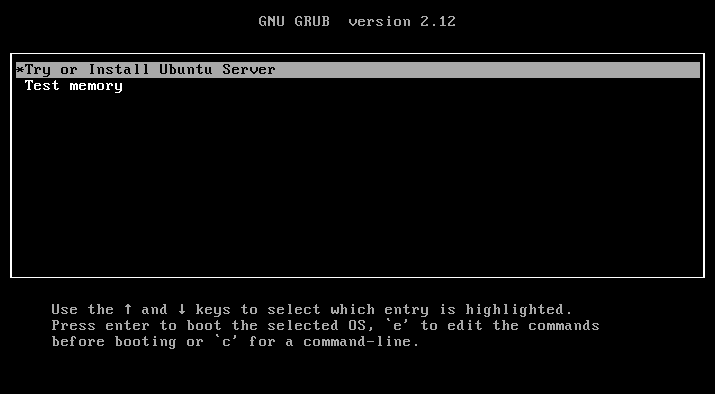 GNU GRUB  version 2.12
*Try or Install Ubuntu Server
Test memory
Use the ↑ and ↓ keys to select which entry is highlighted.
Press enter to boot the selected OS, `e' to edit the commands
before booting or `c' for a command-line.